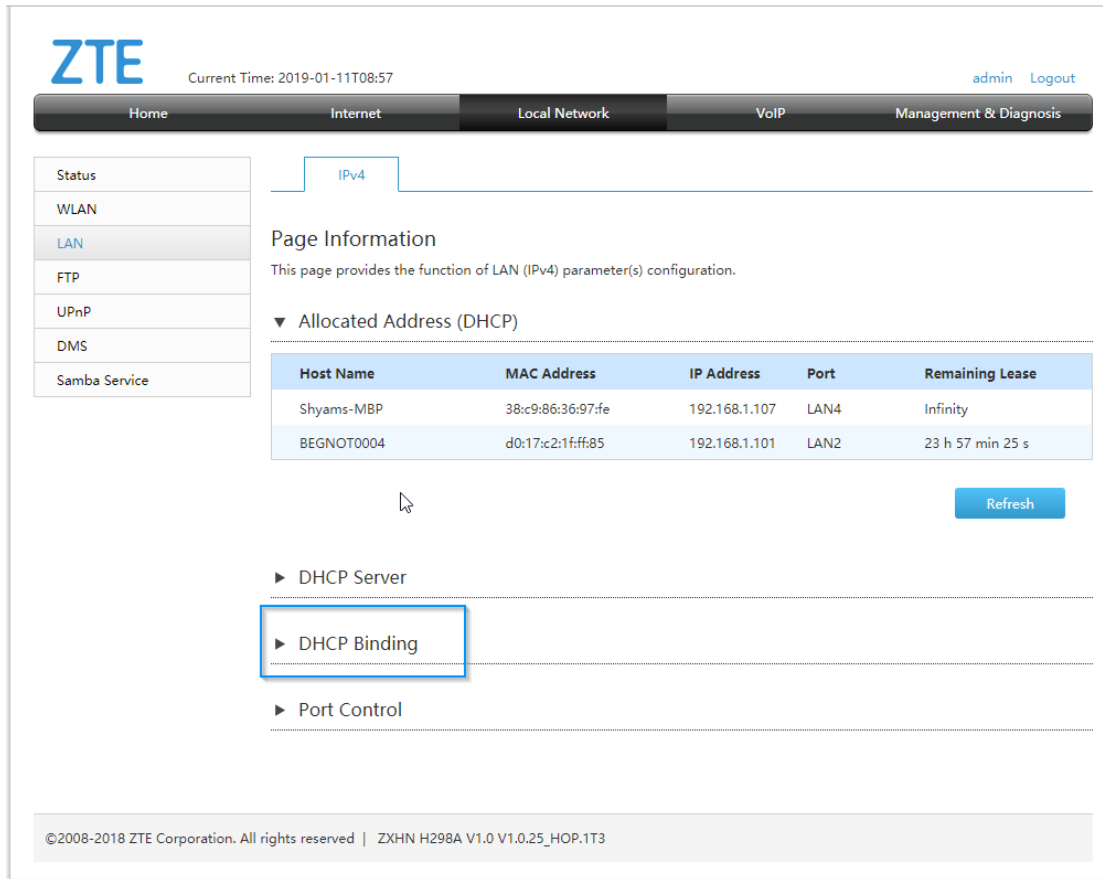 ZTE
Current Time: 2019-01-11T08:57
admin Logout
Home Internet Local Network VoIP Management & Diagnosis
Status
WLAN
LAN
FTP
UPnP
DMS
Samba Service
IPv4
Page Information
This page provides the function of LAN (IPv4) parameter(s) configuration.
Allocated Address (DHCP)
Host Name MAC Address IP Address Port Remaining Lease
Shyams-MBP 38:c9:86:36:97:fe 192.168.1.107 LAN4 Infinity
BEGNOT0004 d0:17:c2:1f:ff:85 192.168.1.101 LAN2 23 h 57 min 25 s
Refresh
DHCP Server
DHCP Binding
Port Control
©2008-2018 ZTE Corporation. All rights reserved | ZXHN H298A V1.0 V1.0.25_HOP.1T3